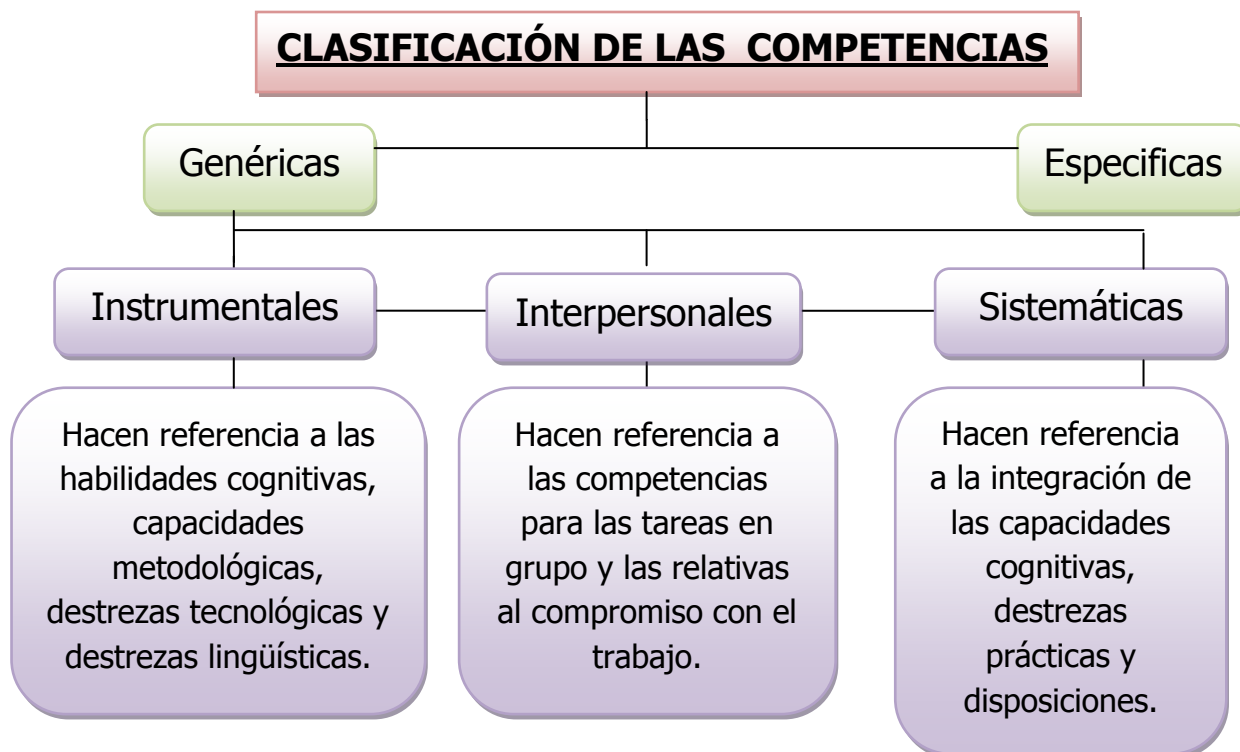 CLASIFICACIÓN DE LAS COMPETENCIAS
Genéricas
Especificas
Instrumentales
Interpersonales
Sistemáticas
Hacen referencia a las
habilidades cognitivas,
capacidades
metodológicas,
destrezas tecnológicas y
destrezas lingüísticas.
Hacen referencia a
las competencias
para las tareas en
grupo y las relativas
al compromiso con el
trabajo.
Hacen referencia
a la integración de
las capacidades
cognitivas,
destrezas
prácticas y
disposiciones.